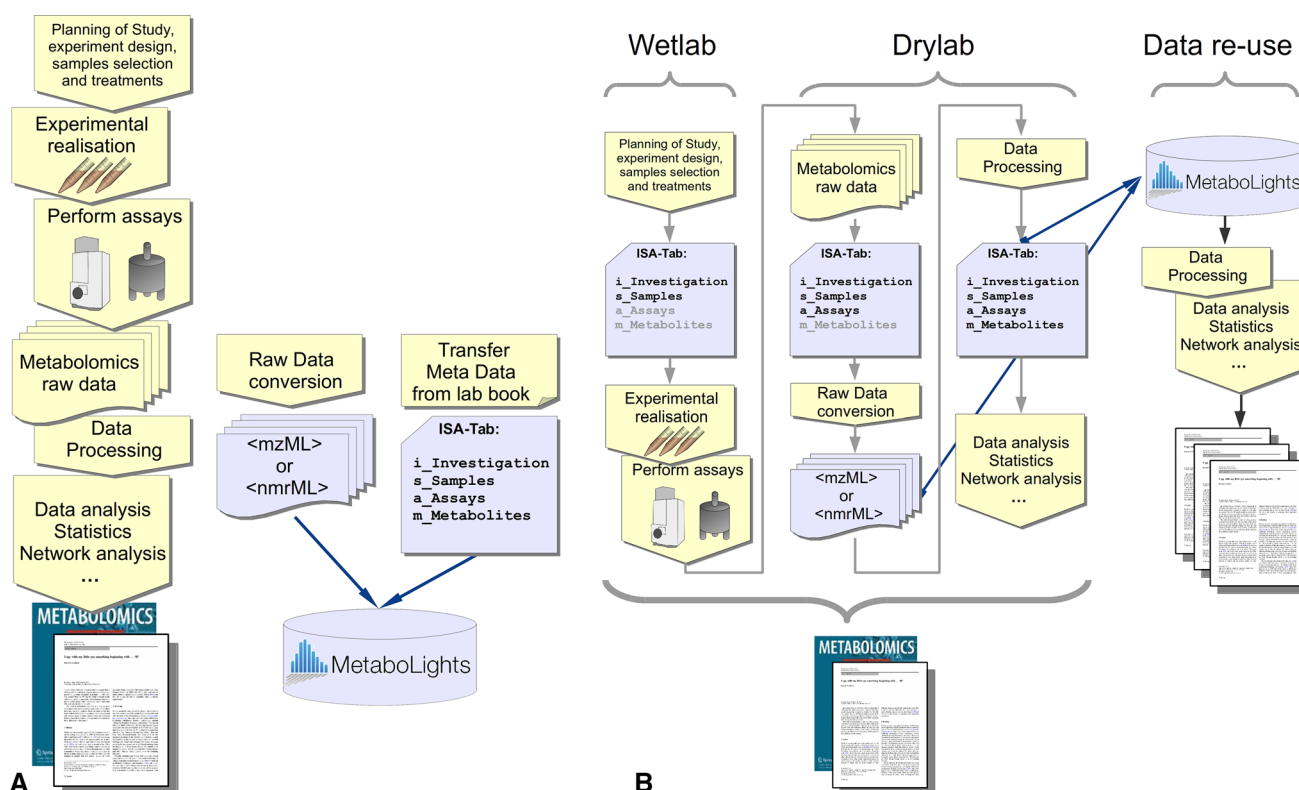 Planning of Study,
experiment design,
samples selection
and treatments
Experimental
realisation
Perform assays
Metabolomics
raw data
Data
Processing
Data analysis
Statistics
Network analysis
...
METABOLOMICS
Raw Data
conversion
<mzML>
or
<nmrML>
Transfer
Meta Data
from lab book
ISA-Tab:
i_Investigation
s_Samples
a_Assays
m_Metabolites
MetaboLights
A
Wetlab
Planning of Study,
experiment design,
samples selection
and treatments
ISA-Tab:
i_Investigation
s_Samples
a_Assays
m_Metabolites
Experimental
realisation
Perform assays
Drylab
Metabolomics
raw data
ISA-Tab:
i_Investigation
s_Samples
a_Assays
m_Metabolites
Raw Data
conversion
<mzML>
or
<nmrML>
Data
Processing
ISA-Tab:
i_Investigation
s_Samples
a_Assays
m_Metabolites
Data analysis
Statistics
Network analysis
...
Data re-use
MetaboLights
Data
Processing
Data analysis
Statistics
Network analysis
...
METABOLOMICS
B